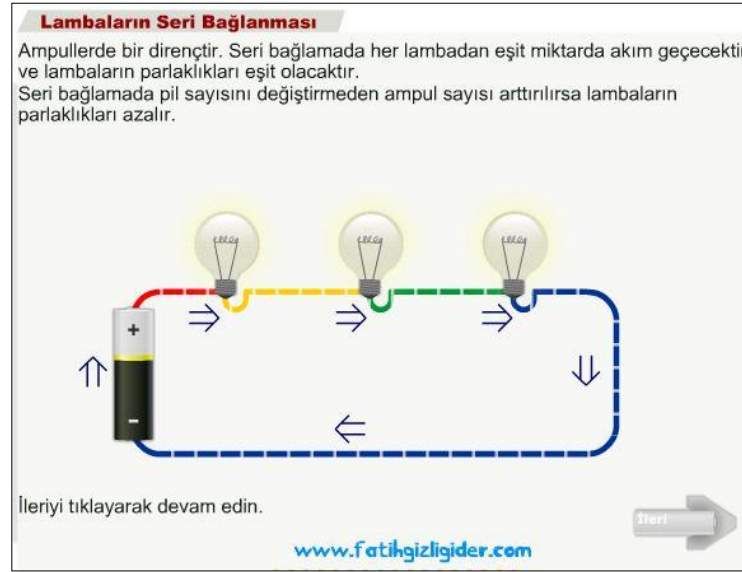 Lambaların Seri Bağlanması
Ampullerde bir dirençtir. Seri bağlamada her lambadan eşit miktarda akım geçecekti
ve lambaların parlaklıkları eşit olacaktır.
Seri bağlamada pil sayısını değiştirmeden ampul sayısı arttırılırsa lambaların
parlaklıkları azalır.
+
-
İleriyi tıklayarak devam edin.
İleri
www.fatihgizligider.com